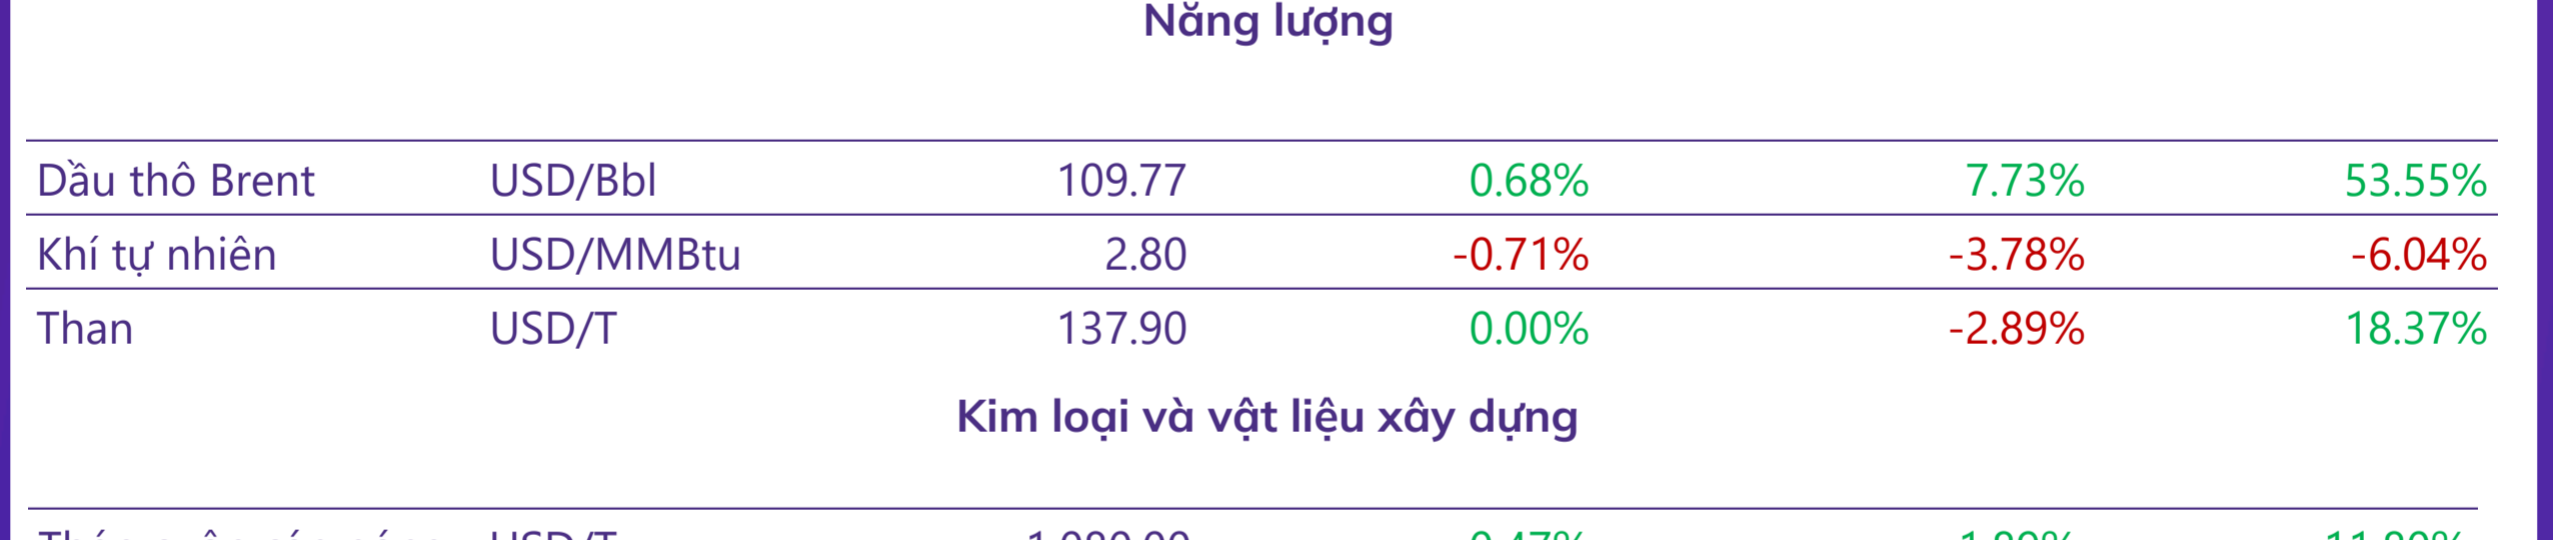 Năng lượng
Dầu thô Brent USD/Bbl 109.77 0.68% 7.73% 53.55%
Khí tự nhiên USD/MMBtu 2.80 -0.71% -3.78% -6.04%
Than USD/T 137.90 0.00% -2.89% 18.37%
Kim loại và vật liệu xây dựng
USD/T